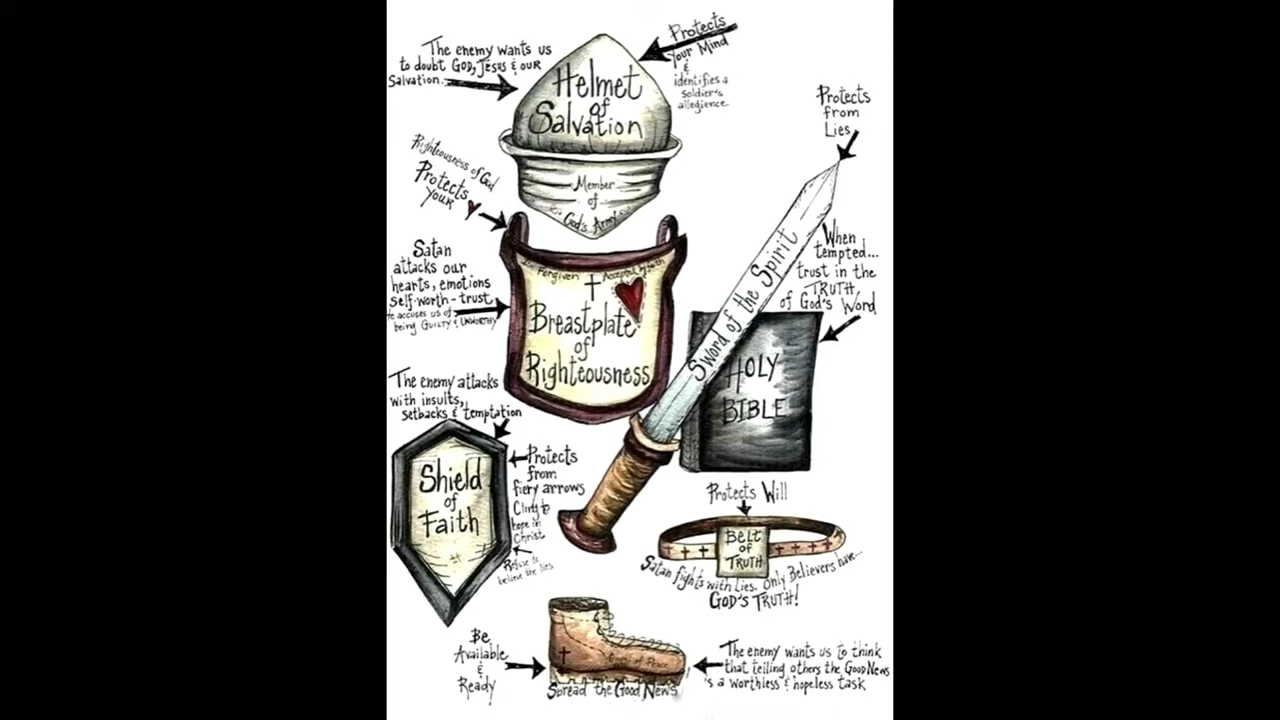 The enemy wants us
to doubt GOD, JESUS & OUR
Salvation.
Protects
Your Mind
&
identifies a
soldier's
allegience
Helmet
of
Salvation
Member
of
God's Army
Protects
from
Lies
Righteousness of God
Protects
Your
Satan
attacks our
hearts, emotions
self-worth-trust
He accuses us of
being GUILTY & UNWORTHY
Forgiven
Accepted by faith
Breastplate
of
Righteousness
Sword of the Spirit
When
tempted...
trust in the
TRUTH
of God's Word
HOLY
BIBLE
The enemy attacks
with insults,
setbacks & temptation
Shield
of
Faith
Protects
from
fiery arrows
Cling to
hope in
Christ
Refuse to
believe the lies
Protects Will
BELT
of
TRUTH
Satan fights with Lies. Only Believers have...
GOD'S TRUTH!
Be
Available
&
Ready
of Peace
Spread the Good News
The enemy wants us to think
that telling others the GOOD NEWS
is a worthless & hopeless task